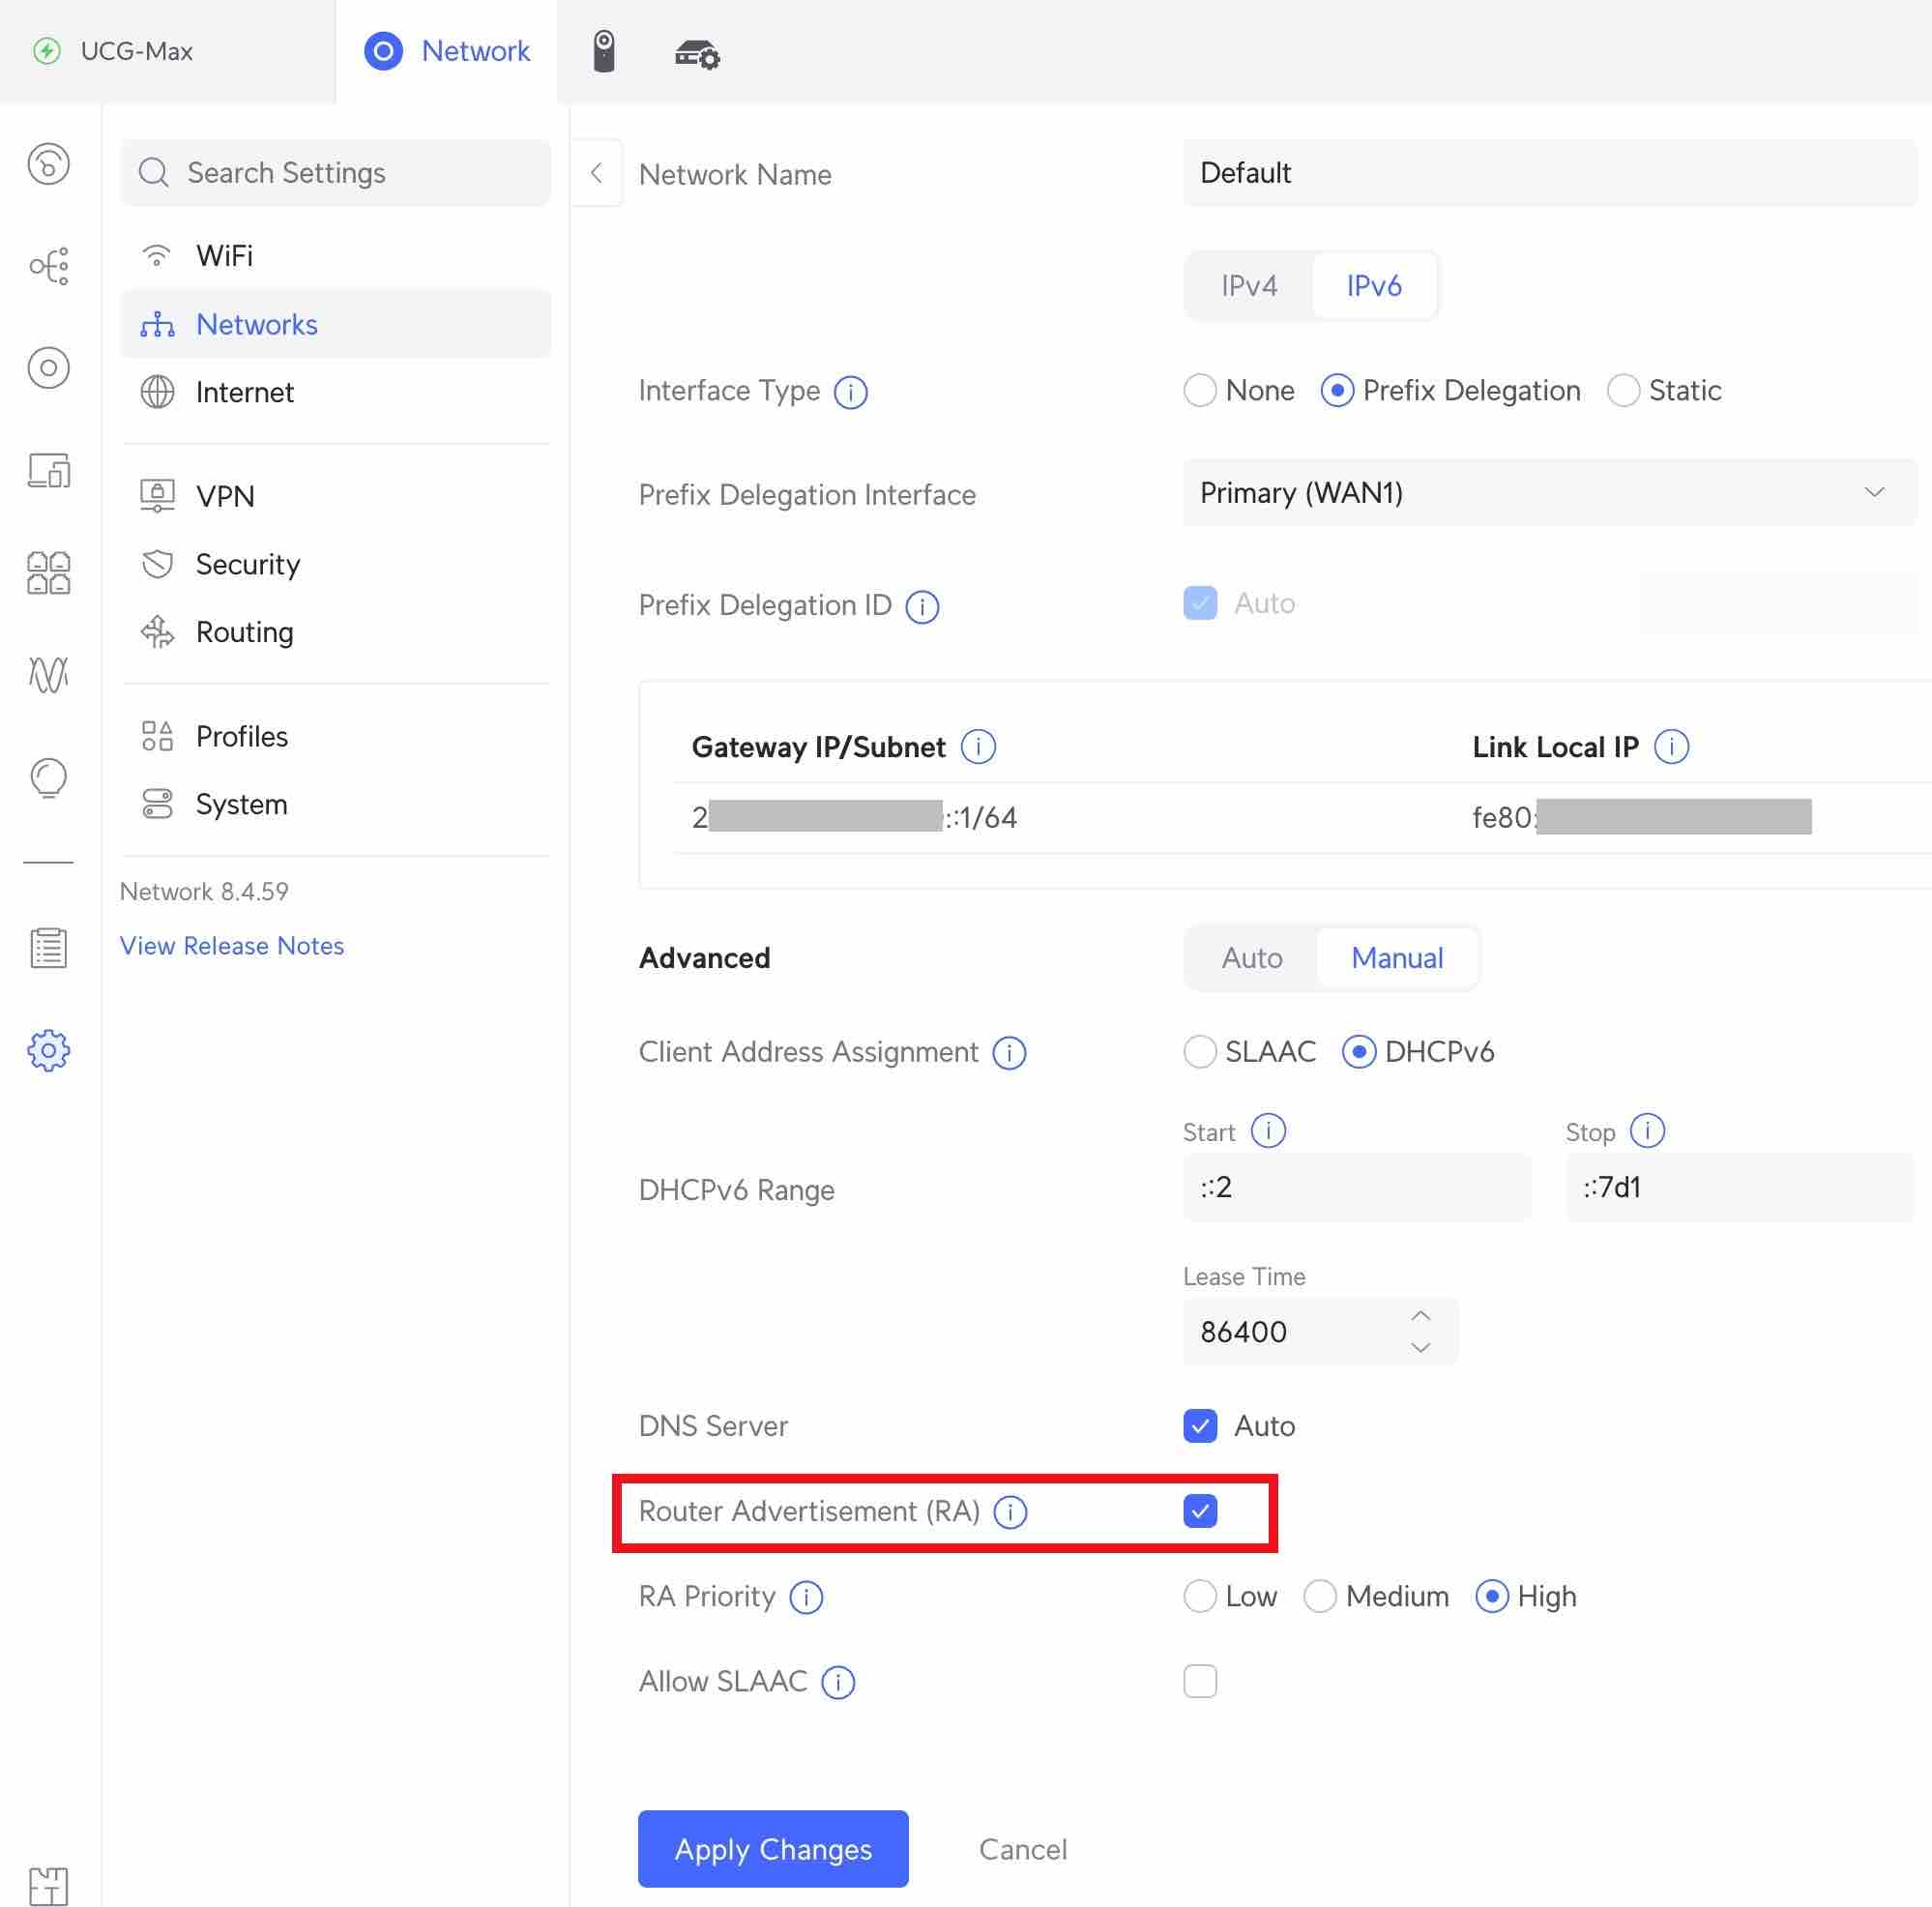 UCG-Max
Network
Search Settings
WiFi
Networks
Internet
VPN
Security
Routing
Profiles
System
Network 8.4.59
View Release Notes
Network Name
Default
IPv4 IPv6
Interface Type
None Prefix Delegation Static
Prefix Delegation Interface
Primary (WAN1)
Prefix Delegation ID
Auto
Gateway IP/Subnet Link Local IP
2 ::1/64 fe80:
Advanced
Auto Manual
Client Address Assignment
SLAAC DHCPv6
Start Stop
DHCPv6 Range
::2 ::7d1
Lease Time
86400
DNS Server
Auto
Router Advertisement (RA)
RA Priority
Low Medium High
Allow SLAAC
Apply Changes Cancel